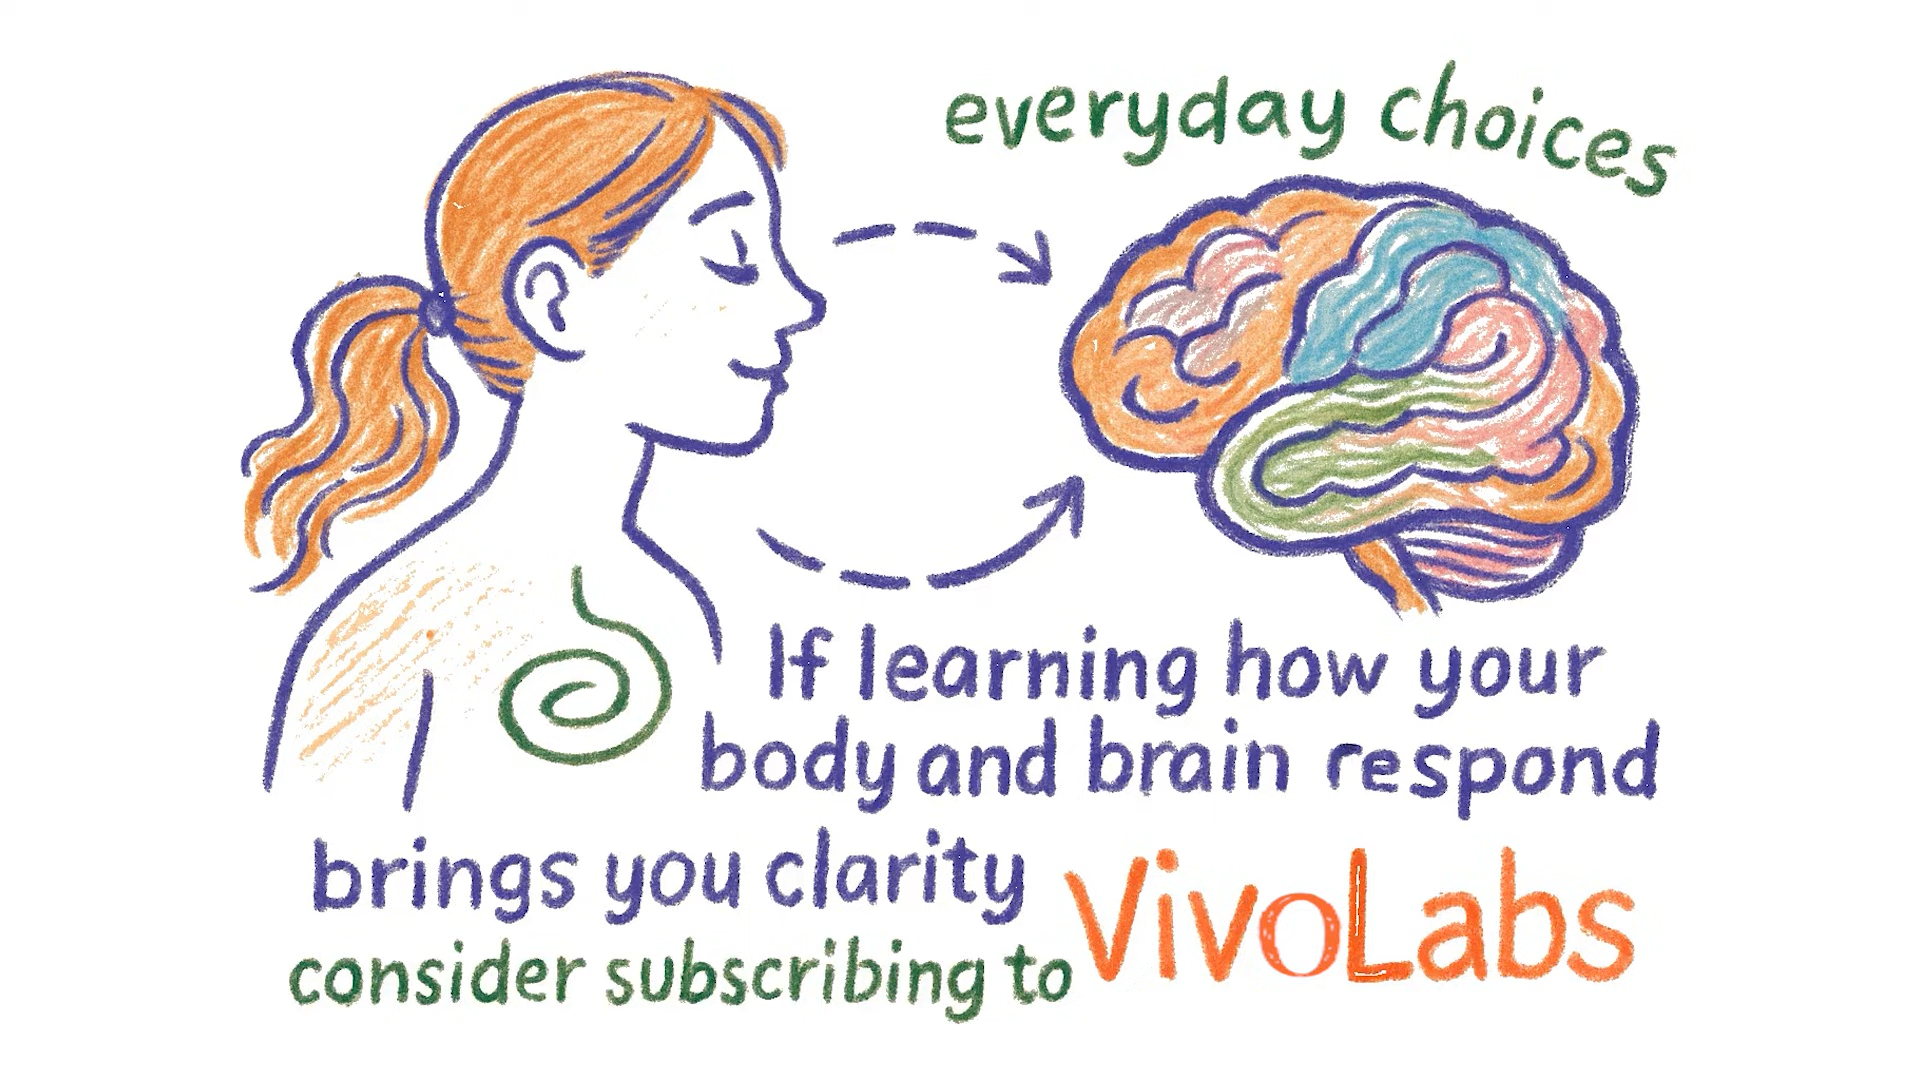 everyday choices
If learning how your
body and brain respond
brings you clarity
consider subscribing to
VivoLabs